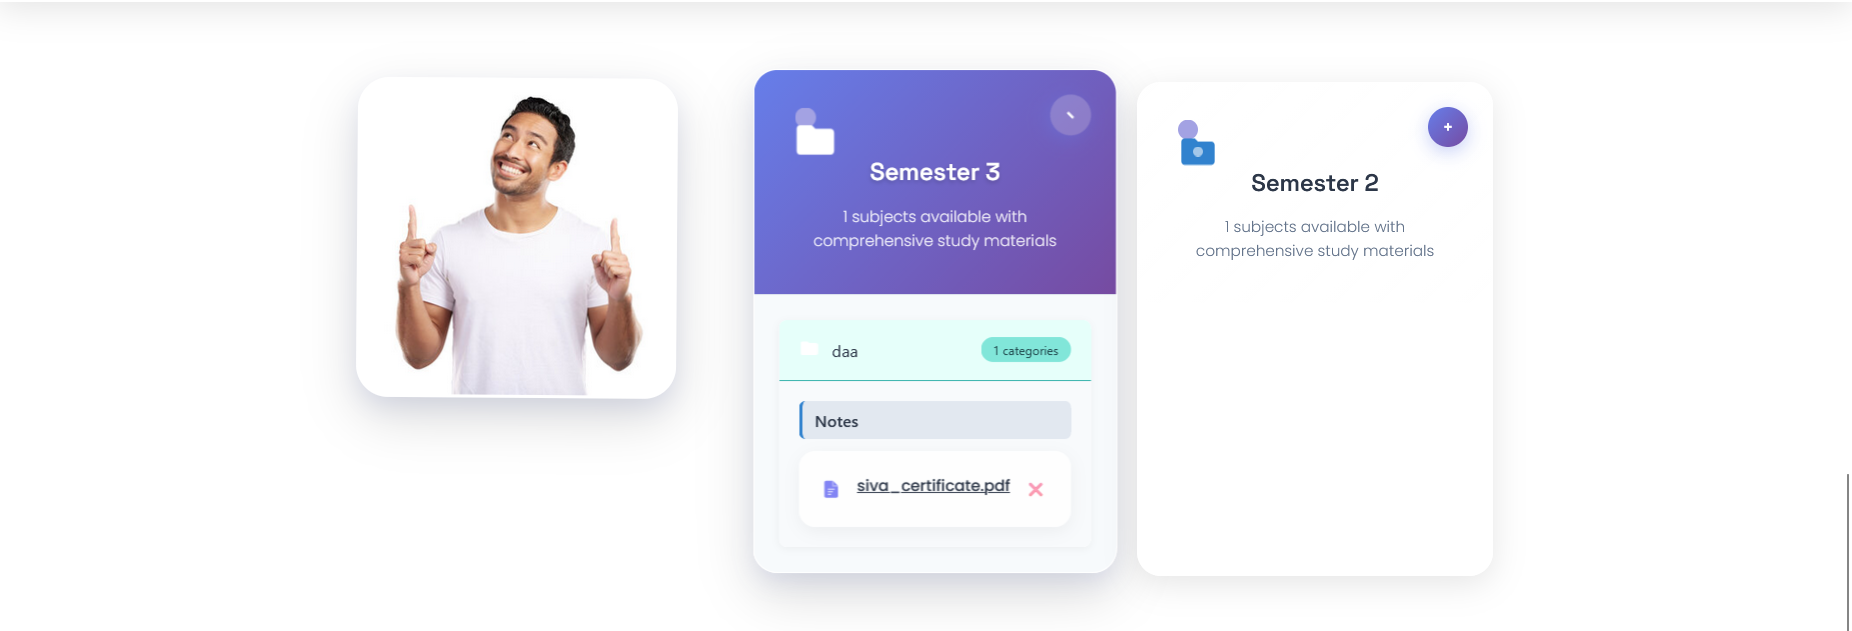 Semester 3
1 subjects available with
comprehensive study materials
daa
1 categories
Notes
siva_certificate.pdf
Semester 2
1 subjects available with
comprehensive study materials